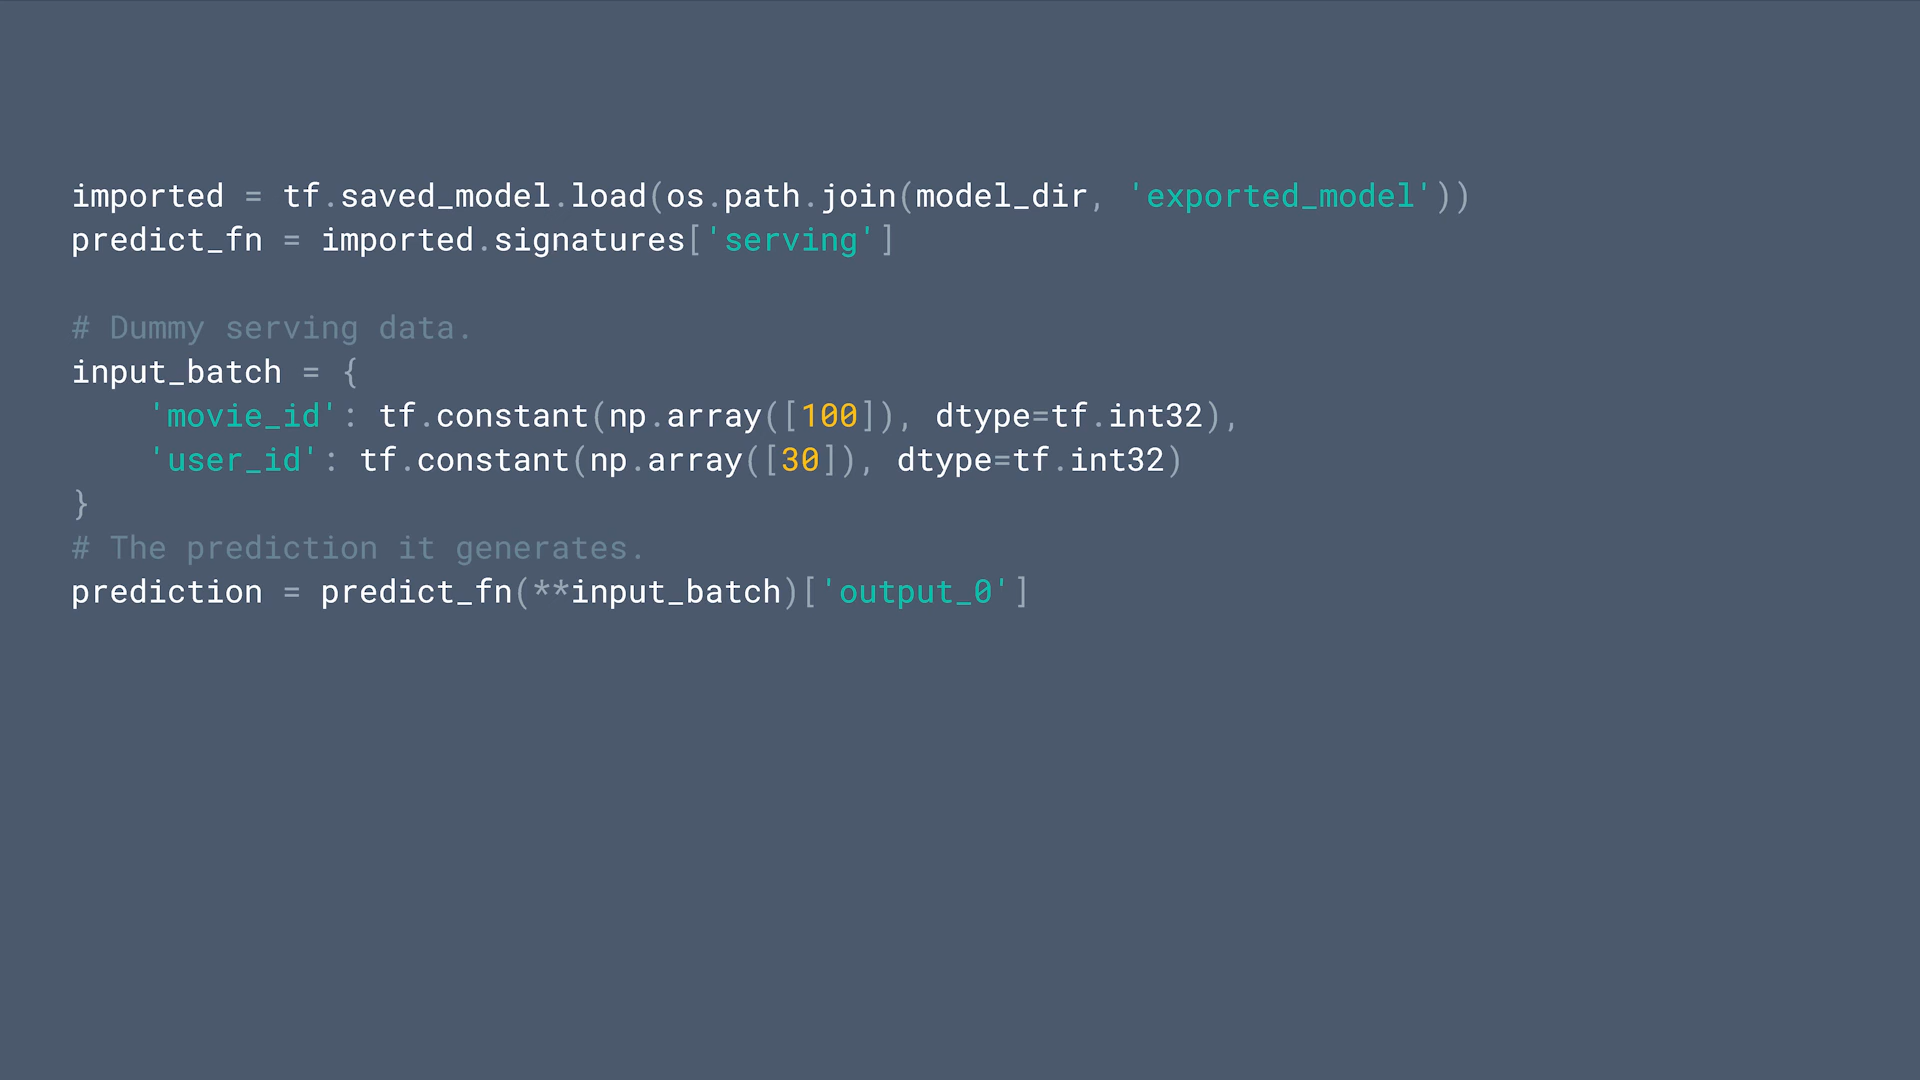 imported = tf.saved_model.load(os.path.join(model_dir, 'exported_model'))
predict_fn = imported.signatures['serving']
# Dummy serving data.
input_batch = {
    'movie_id': tf.constant(np.array([100]), dtype=tf.int32),
    'user_id': tf.constant(np.array([30]), dtype=tf.int32)
}
# The prediction it generates.
prediction = predict_fn(**input_batch)['output_0']